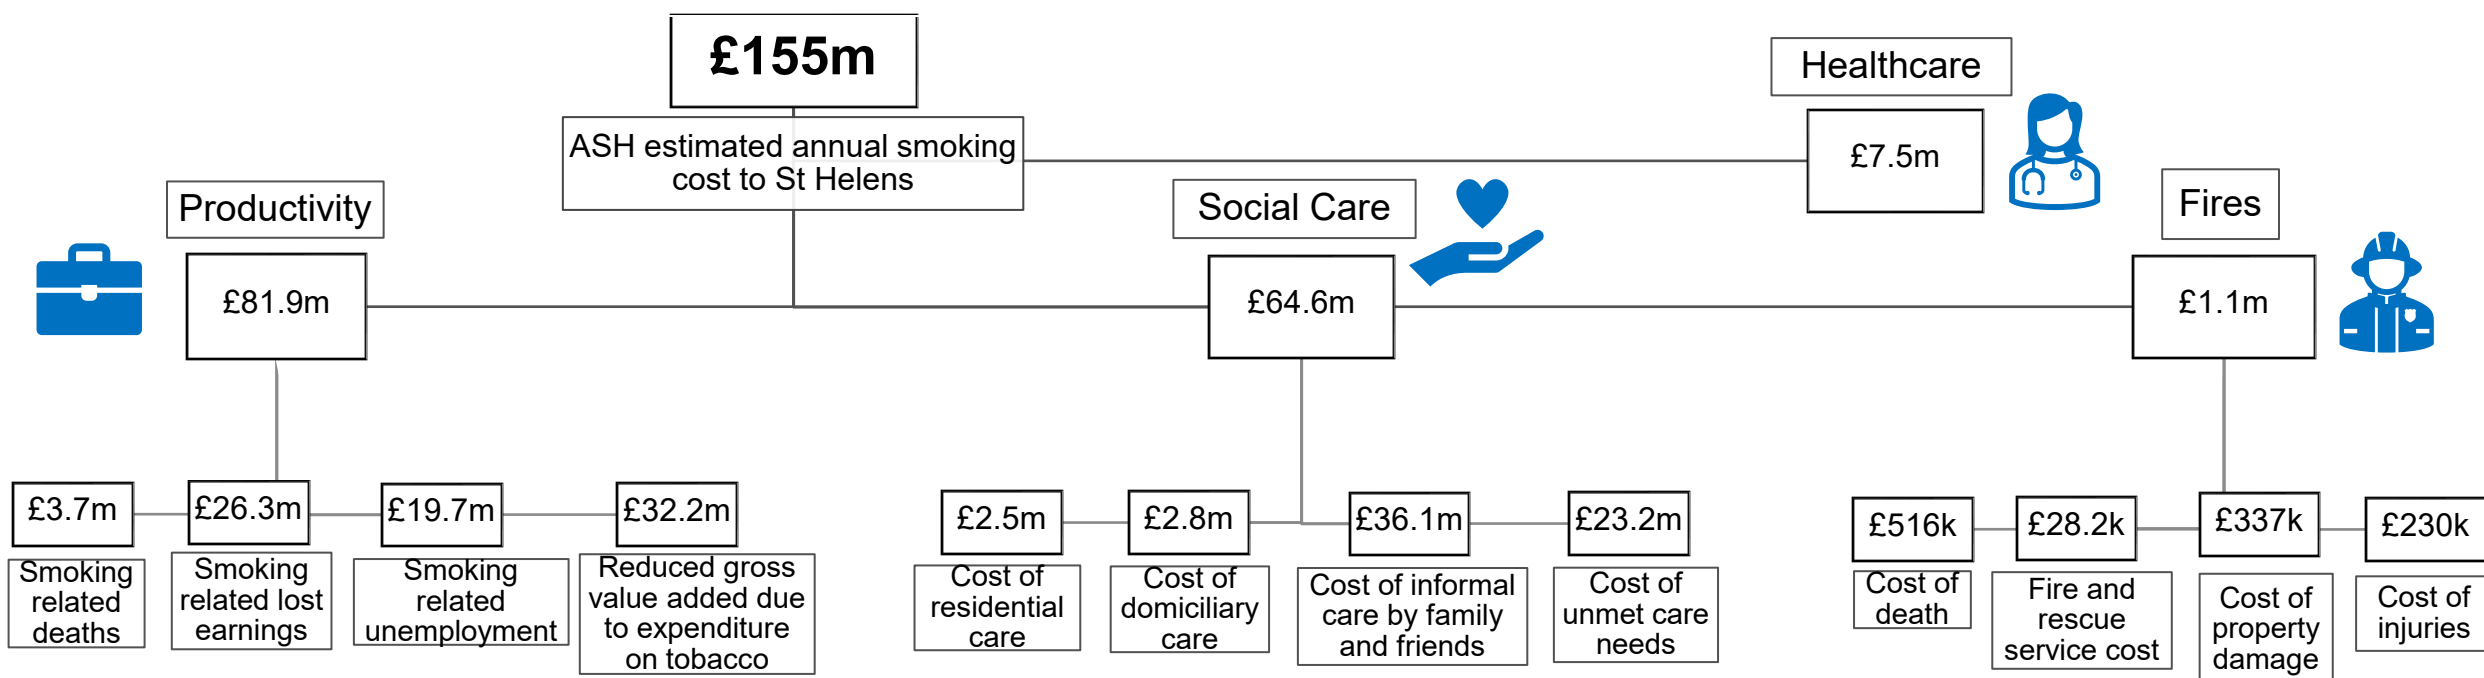 £155m
ASH estimated annual smoking
cost to St Helens
Healthcare
£7.5m
Productivity
£81.9m
Social Care
£64.6m
Fires
£1.1m
£3.7m
Smoking
related
deaths
£26.3m
Smoking
related lost
earnings
£19.7m
Smoking
related
unemployment
£32.2m
Reduced gross
value added due
to expenditure
on tobacco
£2.5m
Cost of
residential
care
£2.8m
Cost of
domiciliary
care
£36.1m
Cost of informal
care by family
and friends
£23.2m
Cost of
unmet care
needs
£516k
Cost of
death
£28.2k
Fire and
rescue
service cost
£337k
Cost of
property
damage
£230k
Cost of
injuries